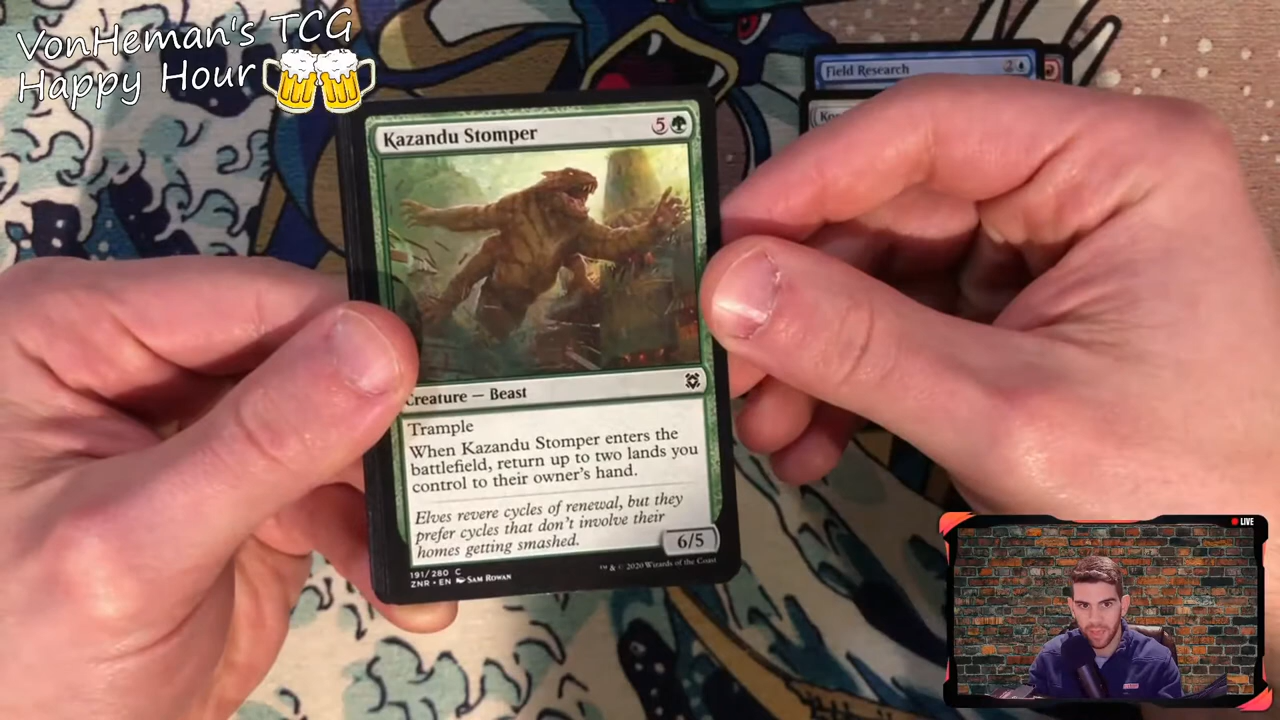 VonHeman's TCG
Happy Hour
Field Research
2
Kazandu Stomper
5
Creature — Beast
Trample
When Kazandu Stomper enters the
battlefield, return up to two lands you
control to their owner's hand.
Elves revere cycles of renewal, but they
prefer cycles that don't involve their
homes getting smashed.
6/5
191/280 C
ZNR • EN Sam Rowan
™ & © 2020 Wizards of the Coast
LIVE